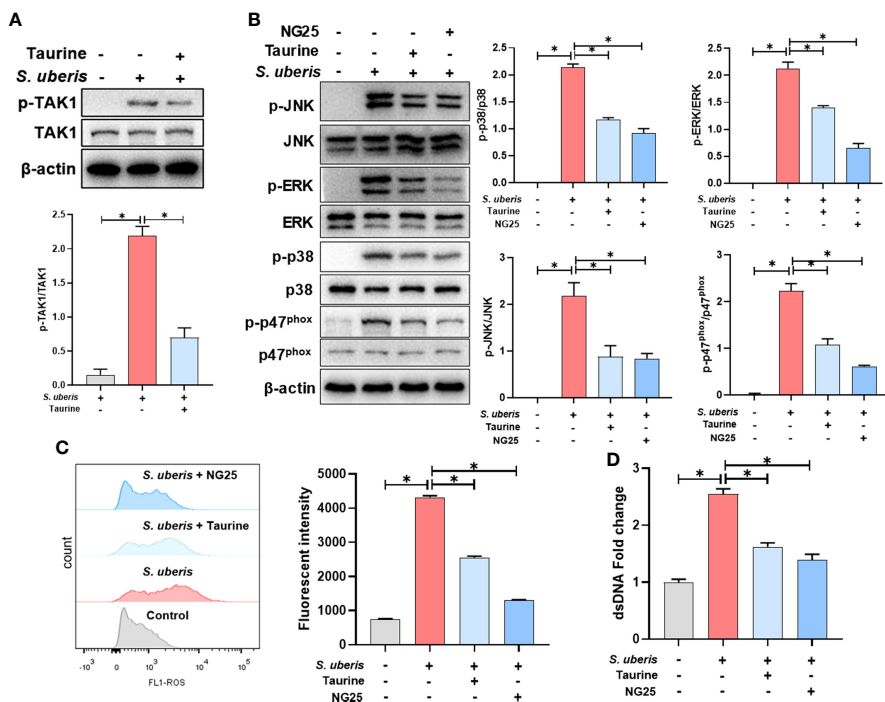 A
Taurine - - +
S. uberis - + +
p-TAK1
TAK1
β-actin
p-TAK1/TAK1
2.5
2.0
1.5
1.0
0.5
0.0
*
*
S. uberis + + +
Taurine - - +
B
NG25 - - - +
Taurine - - + -
S. uberis - + + +
p-JNK
JNK
p-ERK
ERK
p-p38
p38
p-p47phox
p47phox
β-actin
p-p38/p38
2.5
2.0
1.5
1.0
0.5
0.0
*
*
*
S. uberis - + + +
Taurine - - + -
NG25 - - - +
p-ERK/ERK
2.5
2.0
1.5
1.0
0.5
0.0
*
*
*
S. uberis - + + +
Taurine - - + -
NG25 - - - +
p-JNK/JNK
3
2
1
0
*
*
*
S. uberis - + + +
Taurine - - + -
NG25 - - - +
p-p47phox/p47phox
3
2
1
0
*
*
*
S. uberis - + + +
Taurine - - + -
NG25 - - - +
C
count
S. uberis + NG25
S. uberis + Taurine
S. uberis
Control
-103 0 103 104 105
FL1-ROS
Fluorescent intensity
5000
4000
3000
2000
1000
0
*
*
*
S. uberis - + + +
Taurine - - + -
NG25 - - - +
D
dsDNA Fold change
3
2
1
0
*
*
*
S. uberis - + + +
Taurine - - + -
NG25 - - - +